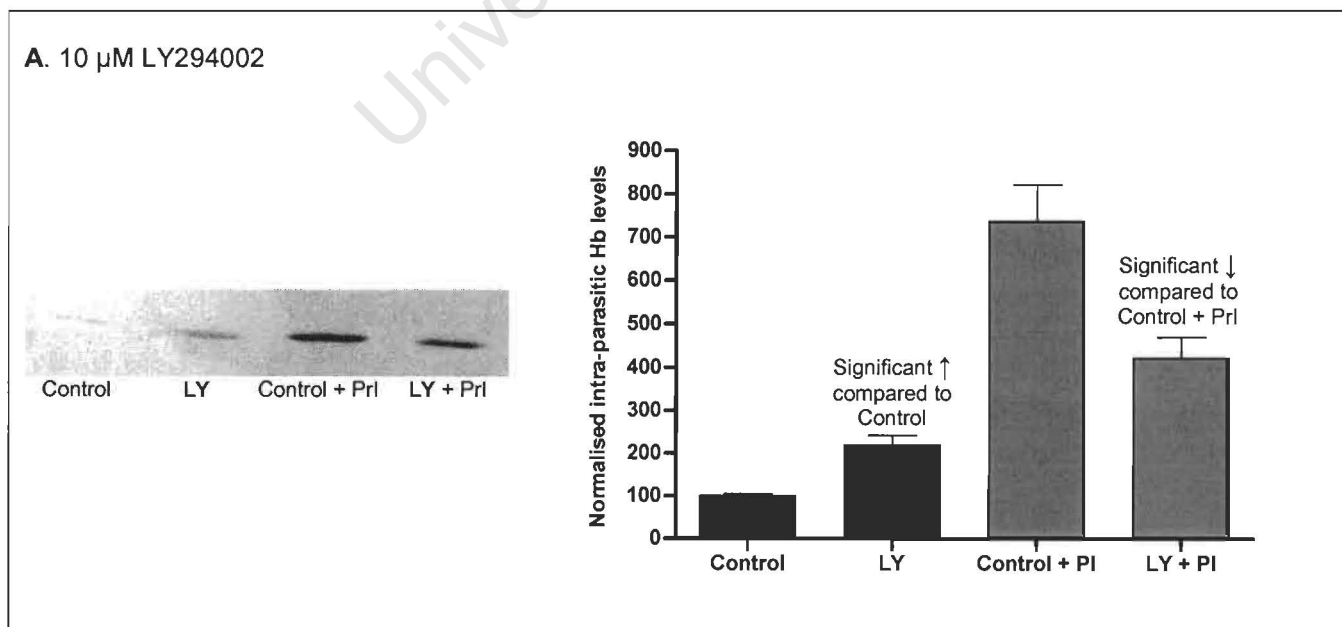 Unive
A. 10 µM LY294002
Control LY Control + PrI LY + PrI
Normalised intra-parasitic Hb levels
900
800
700
600
500
400
300
200
100
0
Significant ↑
compared to
Control
Significant ↓
compared to
Control + PrI
Control LY Control + PI LY + PI